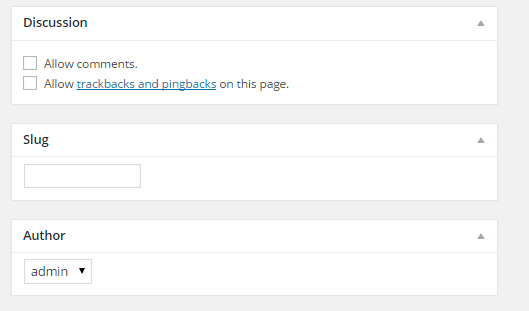 Discussion
Allow comments.
Allow trackbacks and pingbacks on this page.
Slug
Author
admin